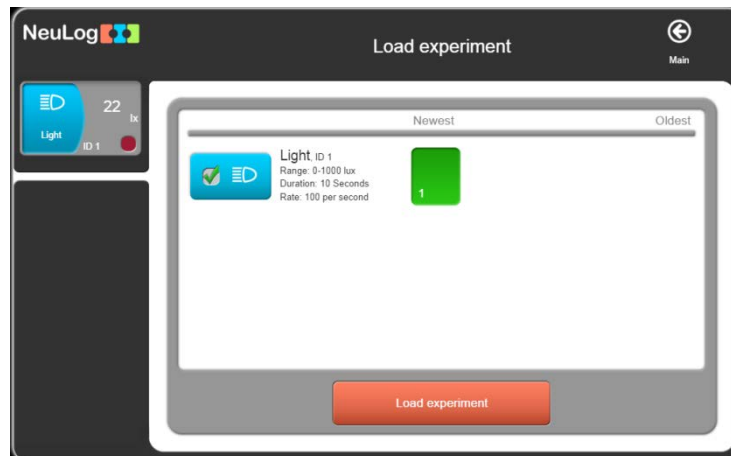 NeuLog
Load experiment
Main
22 lx
Light
ID 1
Newest
Oldest
Light, ID 1
Range: 0-1000 lux
Duration: 10 Seconds
Rate: 100 per second
1
Load experiment